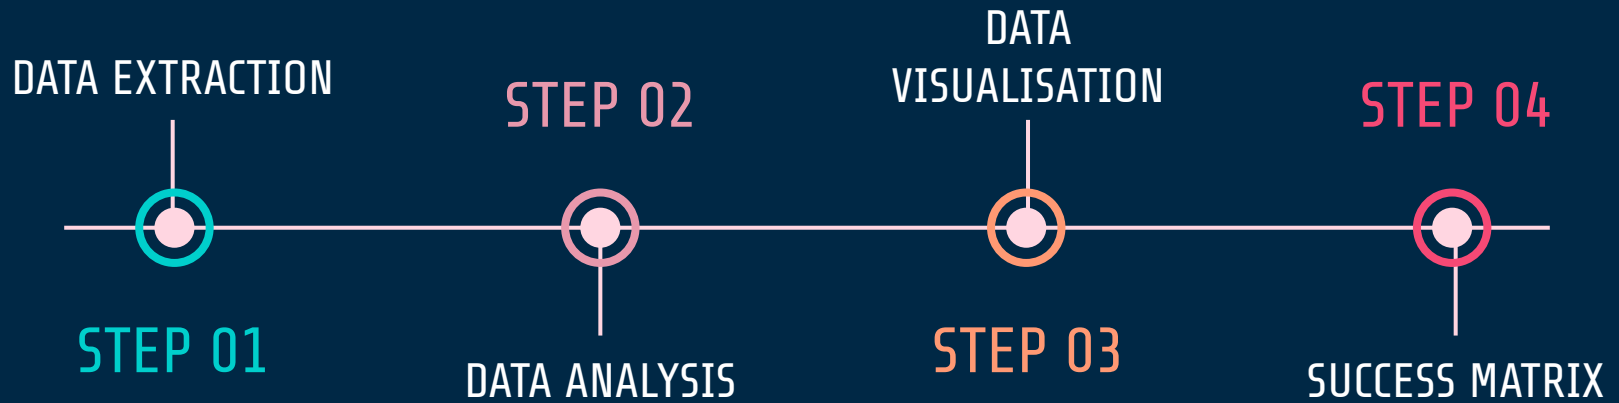 DATA EXTRACTION
STEP 01
STEP 02
DATA ANALYSIS
DATA
VISUALISATION
STEP 03
STEP 04
SUCCESS MATRIX